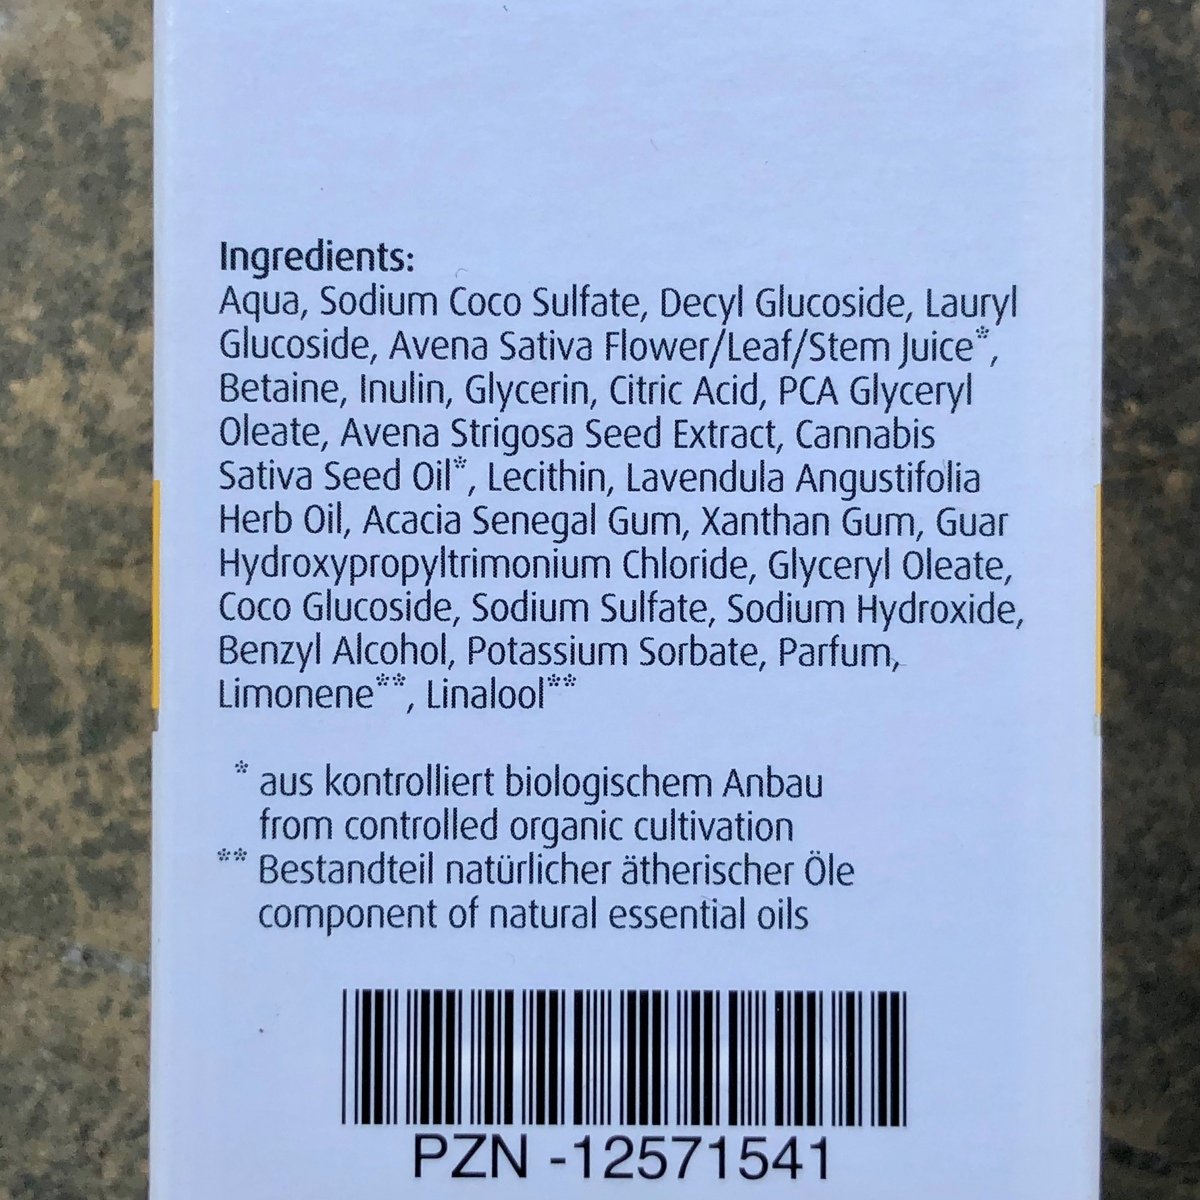 Ingredients:
Aqua, Sodium Coco Sulfate, Decyl Glucoside, Lauryl
Glucoside, Avena Sativa Flower/Leaf/Stem Juice*,
Betaine, Inulin, Glycerin, Citric Acid, PCA Glyceryl
Oleate, Avena Strigosa Seed Extract, Cannabis
Sativa Seed Oil*, Lecithin, Lavendula Angustifolia
Herb Oil, Acacia Senegal Gum, Xanthan Gum, Guar
Hydroxypropyltrimonium Chloride, Glyceryl Oleate,
Coco Glucoside, Sodium Sulfate, Sodium Hydroxide,
Benzyl Alcohol, Potassium Sorbate, Parfum,
Limonene**, Linalool**
* aus kontrolliert biologischem Anbau
from controlled organic cultivation
** Bestandteil natürlicher ätherischer Öle
component of natural essential oils
PZN -12571541